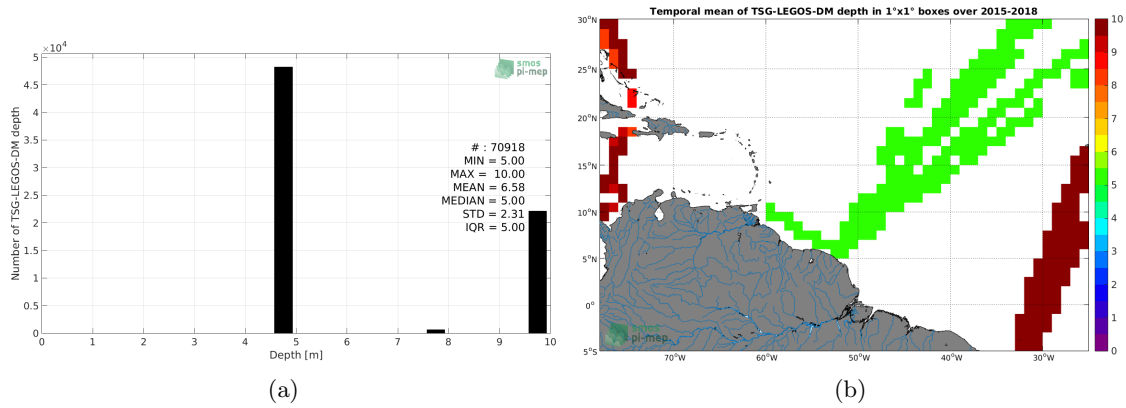 ×10⁴
5
4.5
4
3.5
3
2.5
2
1.5
1
0.5
0
Number of TSG-LEGOS-DM depth
smos
pi-mep
# : 70918
MIN = 5.00
MAX = 10.00
MEAN = 6.58
MEDIAN = 5.00
STD = 2.31
IQR = 5.00
0 1 2 3 4 5 6 7 8 9 10
Depth [m]
(a)
Temporal mean of TSG-LEGOS-DM depth in 1°x1° boxes over 2015-2018
30°N
25°N
20°N
15°N
10°N
5°N
0°
5°S
smos
pi-mep
70°W 60°W 50°W 40°W 30°W
10
9
8
7
6
5
4
3
2
1
0
(b)